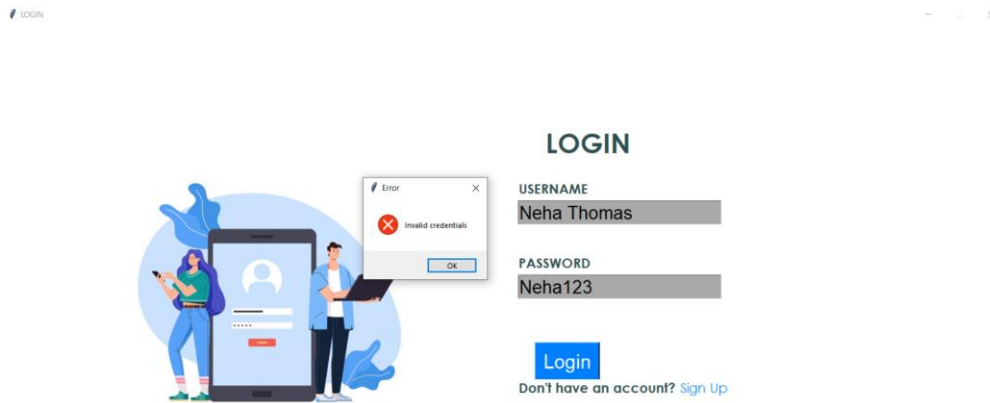 LOGIN
LOGIN
Error
Invalid credentials
OK
USERNAME
Neha Thomas
PASSWORD
Neha123
Login
Don't have an account? Sign Up